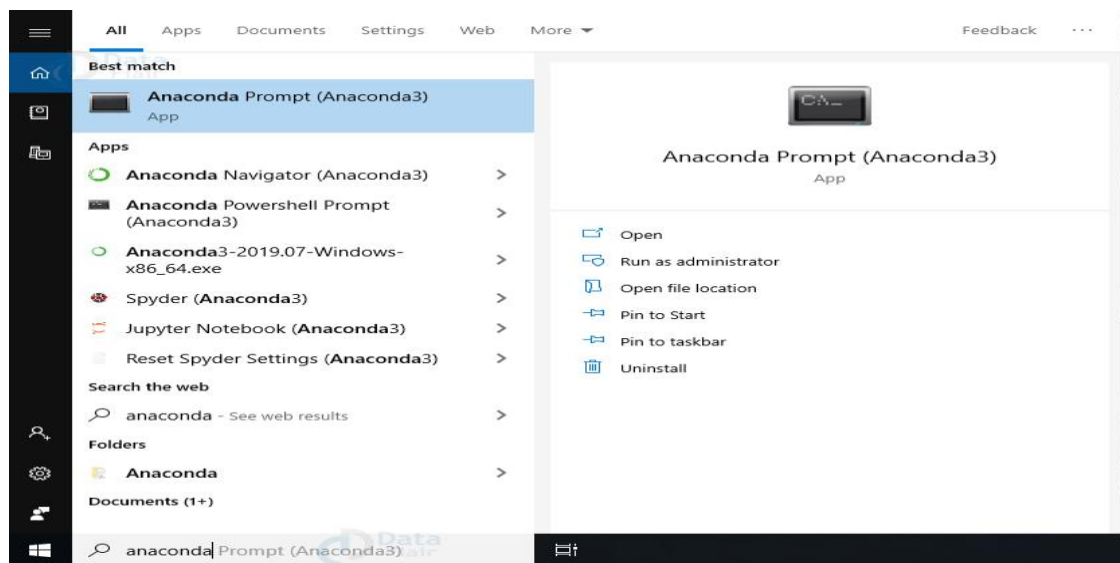 All Apps Documents Settings Web More Feedback ...
Best match
Anaconda Prompt (Anaconda3)
App
Apps
Anaconda Navigator (Anaconda3)
Anaconda Powershell Prompt
(Anaconda3)
Anaconda3-2019.07-Windows-
x86_64.exe
Spyder (Anaconda3)
Jupyter Notebook (Anaconda3)
Reset Spyder Settings (Anaconda3)
Search the web
anaconda - See web results
Folders
Anaconda
Documents (1+)
anaconda Prompt (Anaconda3)
Data
Flair
C:\_
Anaconda Prompt (Anaconda3)
App
Open
Run as administrator
Open file location
Pin to Start
Pin to taskbar
Uninstall